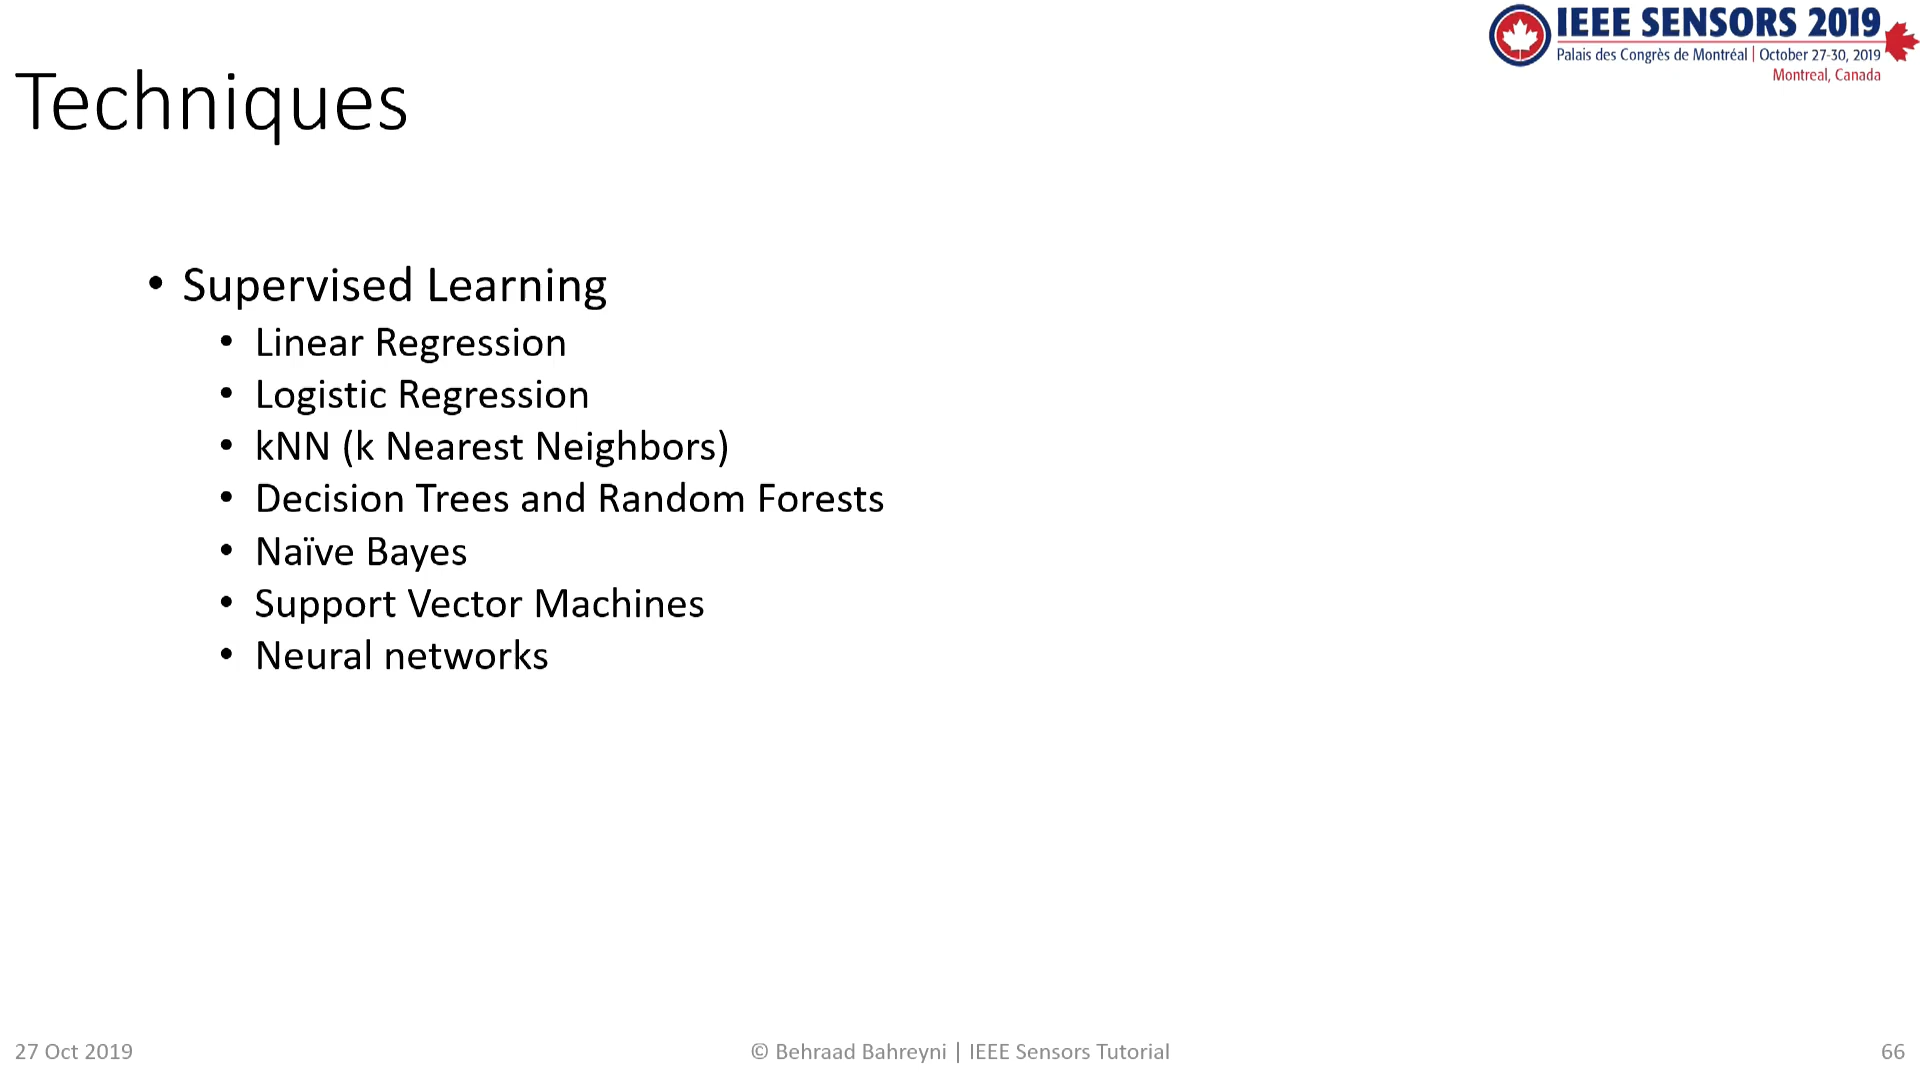 IEEE SENSORS 2019
Palais des Congrès de Montréal | October 27-30, 2019
Montreal, Canada
Techniques
• Supervised Learning
• Linear Regression
• Logistic Regression
• kNN (k Nearest Neighbors)
• Decision Trees and Random Forests
• Naïve Bayes
• Support Vector Machines
• Neural networks
27 Oct 2019
© Behraad Bahreyni | IEEE Sensors Tutorial
66